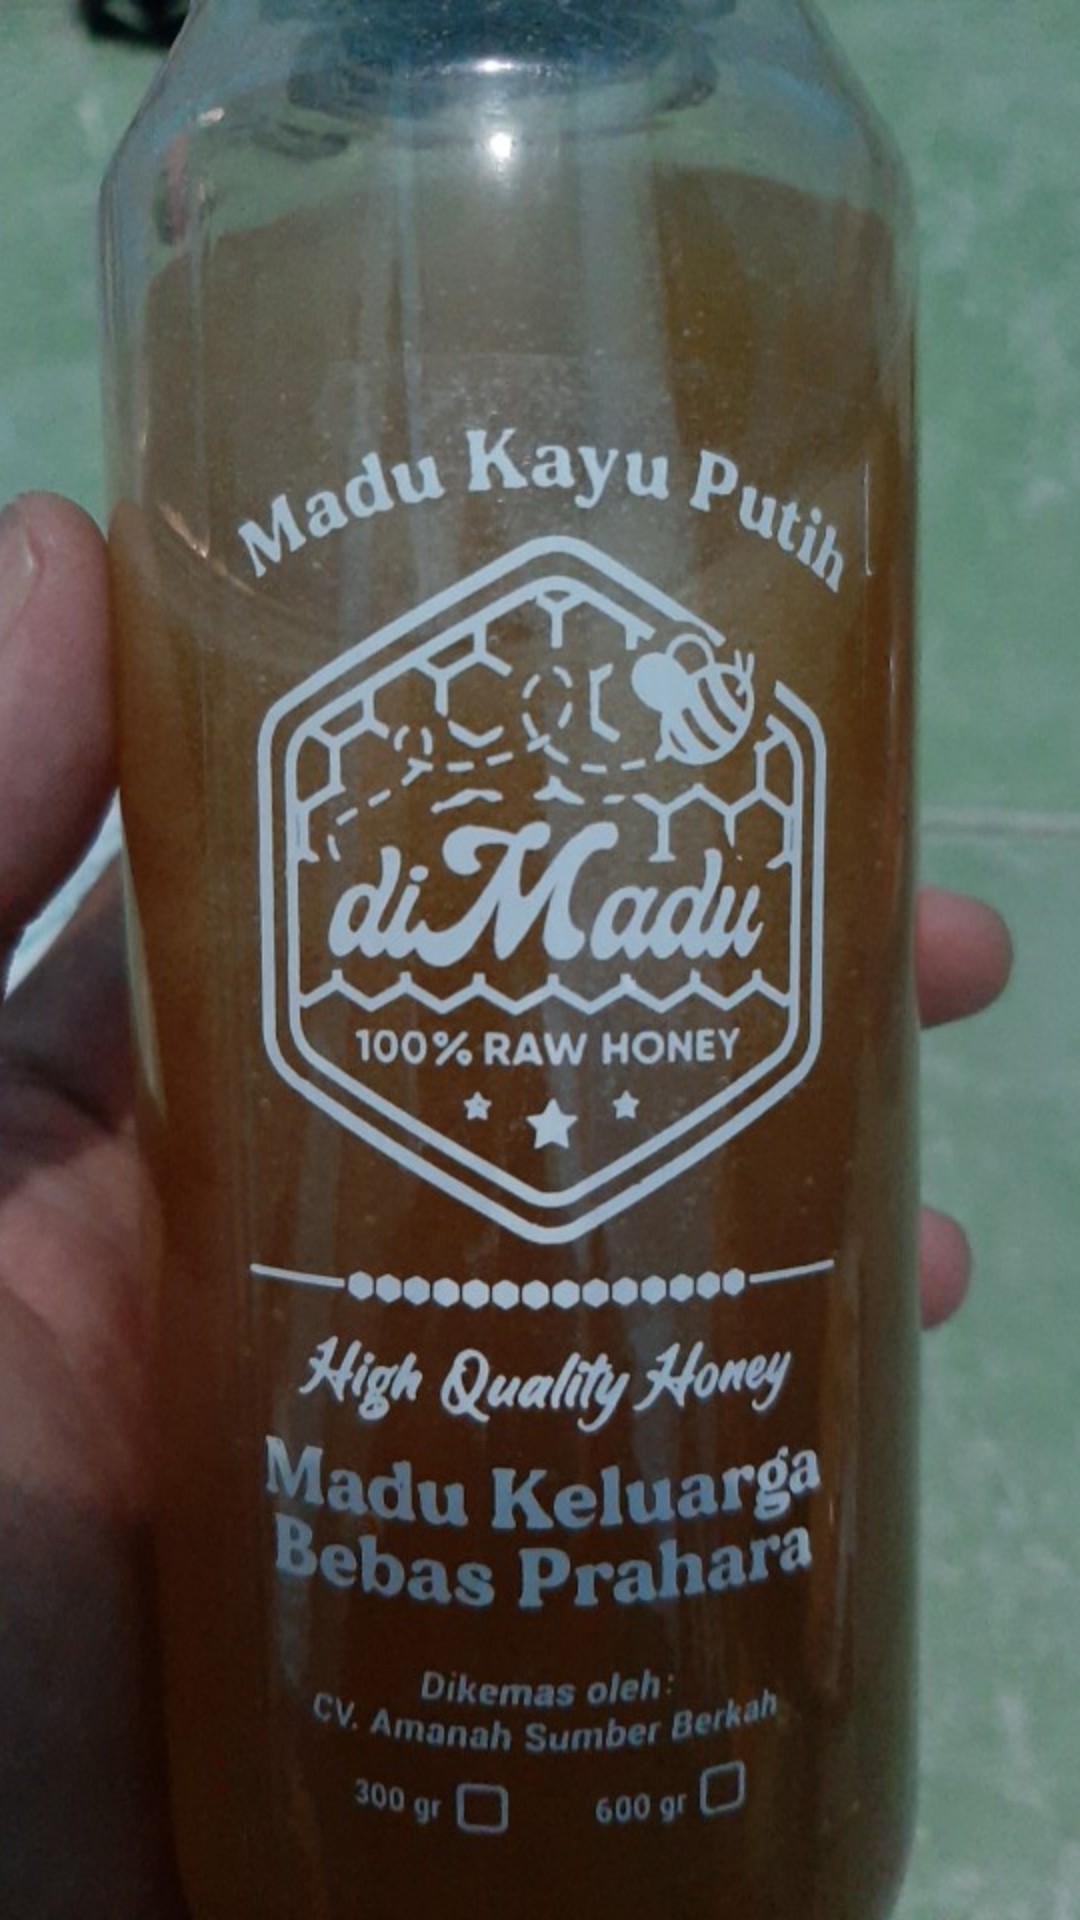 Madu Kayu Putih
diMadu
100% RAW HONEY
High Quality Honey
Madu Keluarga
Bebas Prahara
Dikemas oleh:
CV. Amanah Sumber Berkah
300 gr 600 gr